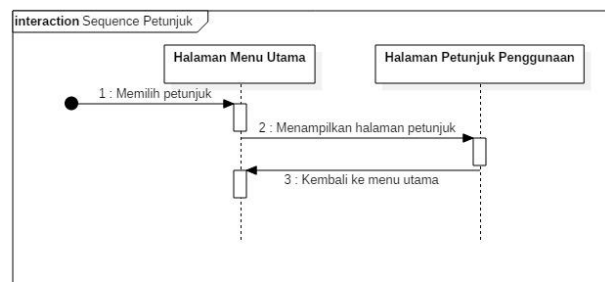 interaction Sequence Petunjuk
Halaman Menu Utama
Halaman Petunjuk Penggunaan
1 : Memilih petunjuk
2 : Menampilkan halaman petunjuk
3 : Kembali ke menu utama